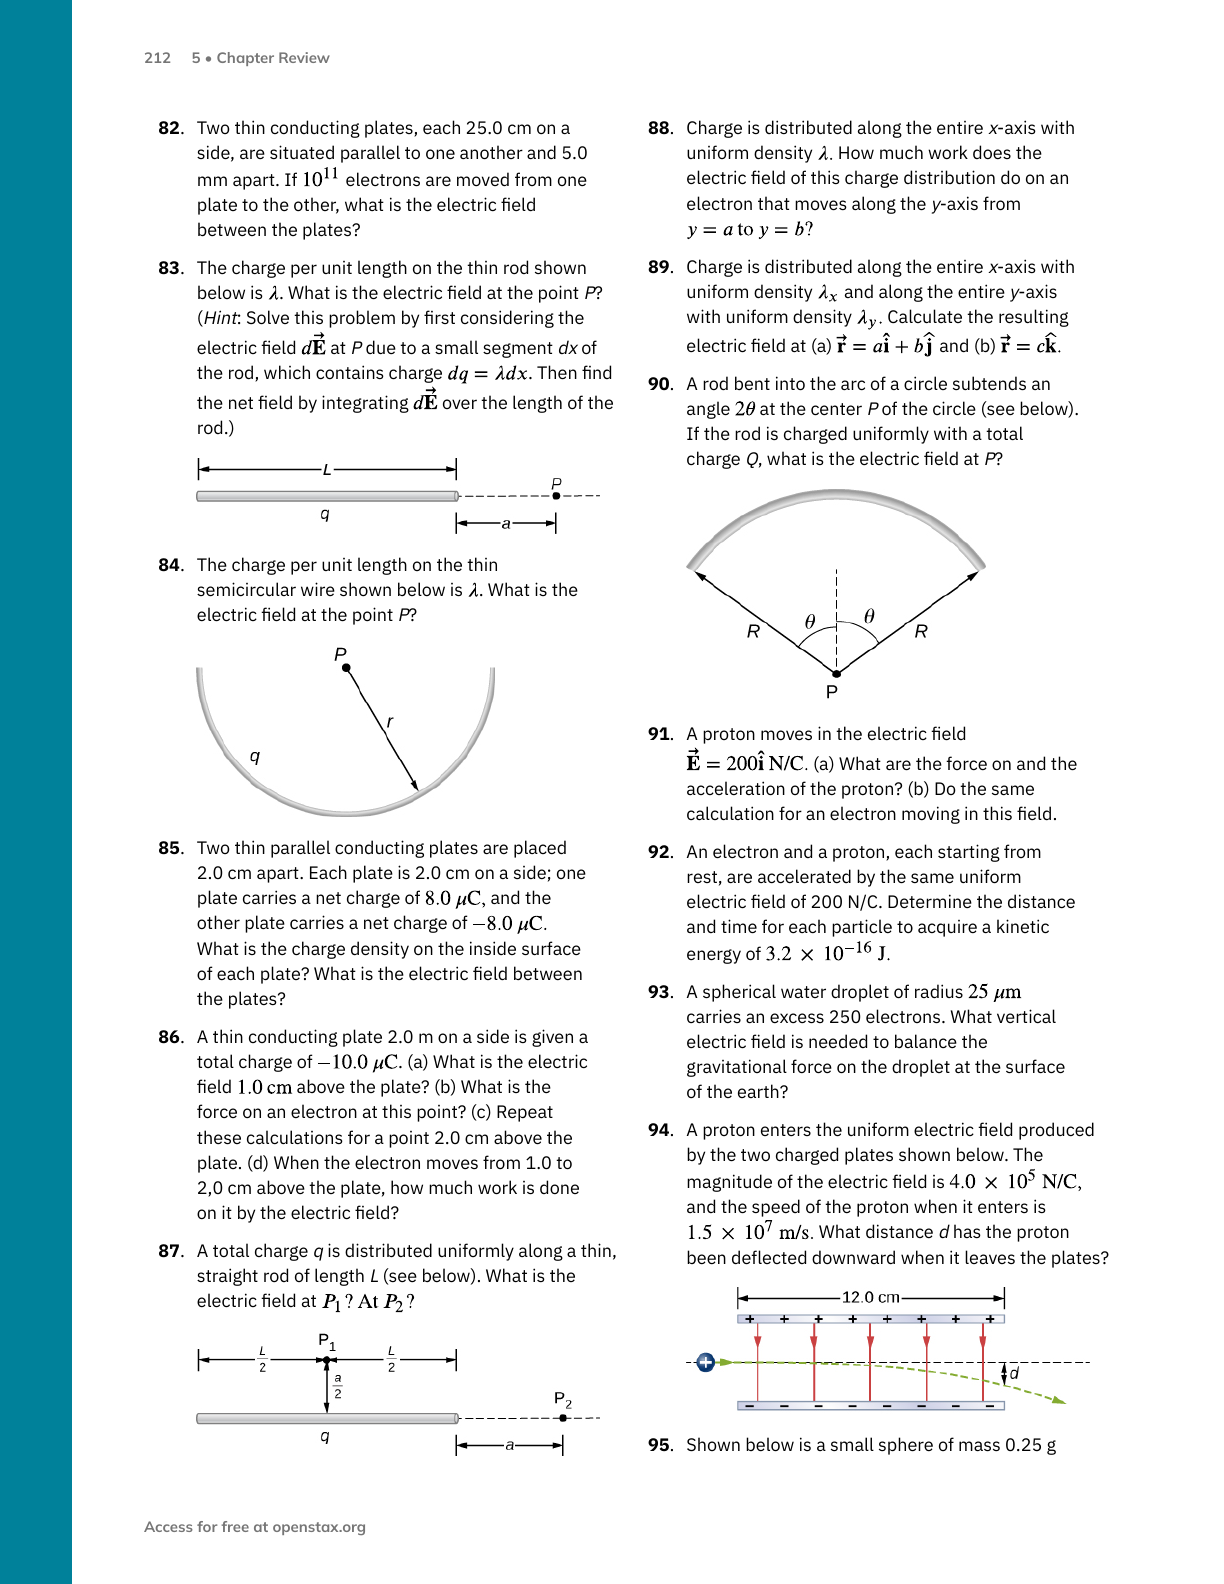 212 5 • Chapter Review
82. Two thin conducting plates, each 25.0 cm on a
side, are situated parallel to one another and 5.0
mm apart. If 10¹¹ electrons are moved from one
plate to the other, what is the electric field
between the plates?
83. The charge per unit length on the thin rod shown
below is λ. What is the electric field at the point P?
(Hint: Solve this problem by first considering the
electric field dE⃗ at P due to a small segment dx of
the rod, which contains charge dq = λdx. Then find
the net field by integrating dE⃗ over the length of the
rod.)
L
P
q
a
84. The charge per unit length on the thin
semicircular wire shown below is λ. What is the
electric field at the point P?
P
r
q
85. Two thin parallel conducting plates are placed
2.0 cm apart. Each plate is 2.0 cm on a side; one
plate carries a net charge of 8.0 μC, and the
other plate carries a net charge of −8.0 μC.
What is the charge density on the inside surface
of each plate? What is the electric field between
the plates?
86. A thin conducting plate 2.0 m on a side is given a
total charge of −10.0 μC. (a) What is the electric
field 1.0 cm above the plate? (b) What is the
force on an electron at this point? (c) Repeat
these calculations for a point 2.0 cm above the
plate. (d) When the electron moves from 1.0 to
2,0 cm above the plate, how much work is done
on it by the electric field?
87. A total charge q is distributed uniformly along a thin,
straight rod of length L (see below). What is the
electric field at P₁? At P₂?
P₁
L/2 L/2
a/2
P₂
q
a
88. Charge is distributed along the entire x-axis with
uniform density λ. How much work does the
electric field of this charge distribution do on an
electron that moves along the y-axis from
y = a to y = b?
89. Charge is distributed along the entire x-axis with
uniform density λₓ and along the entire y-axis
with uniform density λ_y. Calculate the resulting
electric field at (a) r⃗ = aî + bĵ and (b) r⃗ = ck̂.
90. A rod bent into the arc of a circle subtends an
angle 2θ at the center P of the circle (see below).
If the rod is charged uniformly with a total
charge Q, what is the electric field at P?
θ θ
R R
P
91. A proton moves in the electric field
E⃗ = 200î N/C. (a) What are the force on and the
acceleration of the proton? (b) Do the same
calculation for an electron moving in this field.
92. An electron and a proton, each starting from
rest, are accelerated by the same uniform
electric field of 200 N/C. Determine the distance
and time for each particle to acquire a kinetic
energy of 3.2 × 10⁻¹⁶ J.
93. A spherical water droplet of radius 25 μm
carries an excess 250 electrons. What vertical
electric field is needed to balance the
gravitational force on the droplet at the surface
of the earth?
94. A proton enters the uniform electric field produced
by the two charged plates shown below. The
magnitude of the electric field is 4.0 × 10⁵ N/C,
and the speed of the proton when it enters is
1.5 × 10⁷ m/s. What distance d has the proton
been deflected downward when it leaves the plates?
12.0 cm
+ + + + + + + +
+
d
− − − − − − − −
95. Shown below is a small sphere of mass 0.25 g
Access for free at openstax.org